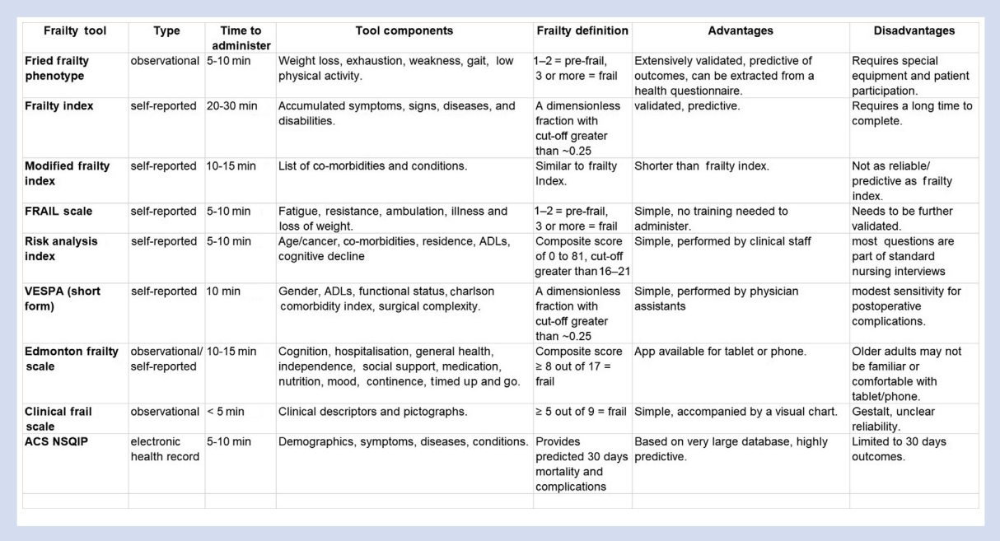 Frailty tool Type Time to administer Tool components Frailty definition Advantages Disadvantages
Fried frailty phenotype observational 5-10 min Weight loss, exhaustion, weakness, gait, low physical activity. 1–2 = pre-frail, 3 or more = frail Extensively validated, predictive of outcomes, can be extracted from a health questionnaire. Requires special equipment and patient participation.
Frailty index self-reported 20-30 min Accumulated symptoms, signs, diseases, and disabilities. A dimensionless fraction with cut-off greater than ~0.25 validated, predictive. Requires a long time to complete.
Modified frailty index self-reported 10-15 min List of co-morbidities and conditions. Similar to frailty Index. Shorter than frailty index. Not as reliable/ predictive as frailty index.
FRAIL scale self-reported 5-10 min Fatigue, resistance, ambulation, illness and loss of weight. 1–2 = pre-frail, 3 or more = frail Simple, no training needed to administer. Needs to be further validated.
Risk analysis index self-reported 5-10 min Age/cancer, co-morbidities, residence, ADLs, cognitive decline Composite score of 0 to 81, cut-off greater than 16–21 Simple, performed by clinical staff most questions are part of standard nursing interviews
VESPA (short form) self-reported 10 min Gender, ADLs, functional status, charlson comorbidity index, surgical complexity. A dimensionless fraction with cut-off greater than ~0.25 Simple, performed by physician assistants modest sensitivity for postoperative complications.
Edmonton frailty scale observational/ self-reported 10-15 min Cognition, hospitalisation, general health, independence, social support, medication, nutrition, mood, continence, timed up and go. Composite score ≥ 8 out of 17 = frail App available for tablet or phone. Older adults may not be familiar or comfortable with tablet/phone.
Clinical frail scale observational < 5 min Clinical descriptors and pictographs. ≥ 5 out of 9 = frail Simple, accompanied by a visual chart. Gestalt, unclear reliability.
ACS NSQIP electronic health record 5-10 min Demographics, symptoms, diseases, conditions. Provides predicted 30 days mortality and complications Based on very large database, highly predictive. Limited to 30 days outcomes.